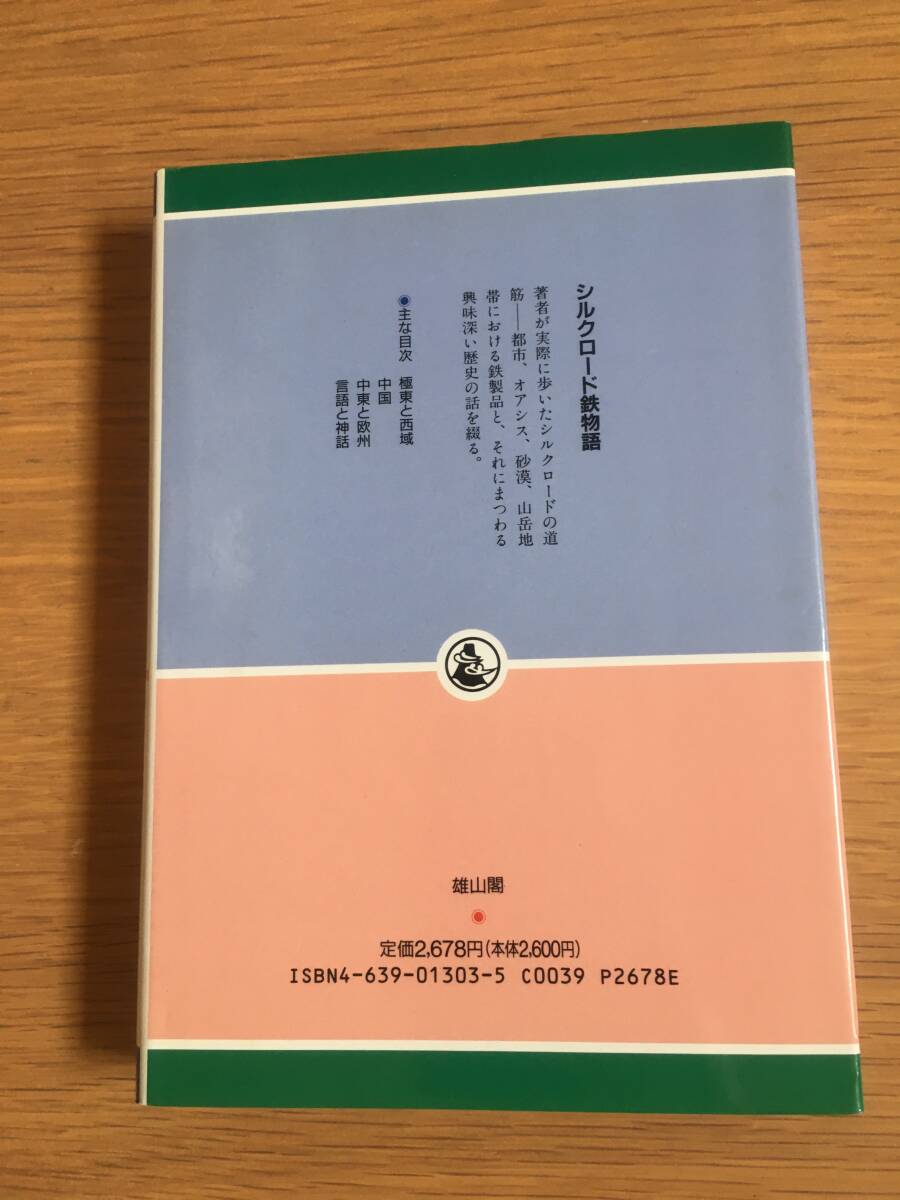 シルクロード鉄物語
著者が実際に歩いたシルクロードの道
筋――都市、オアシス、砂漠、山岳地
帯における鉄製品と、それにまつわる
興味深い歴史の話を綴る。
●主な目次 極東と西域
中国
中東と欧州
言語と神話
雄山閣
定価2,678円(本体2,600円)
ISBN4-639-01303-5 C0039 P2678E